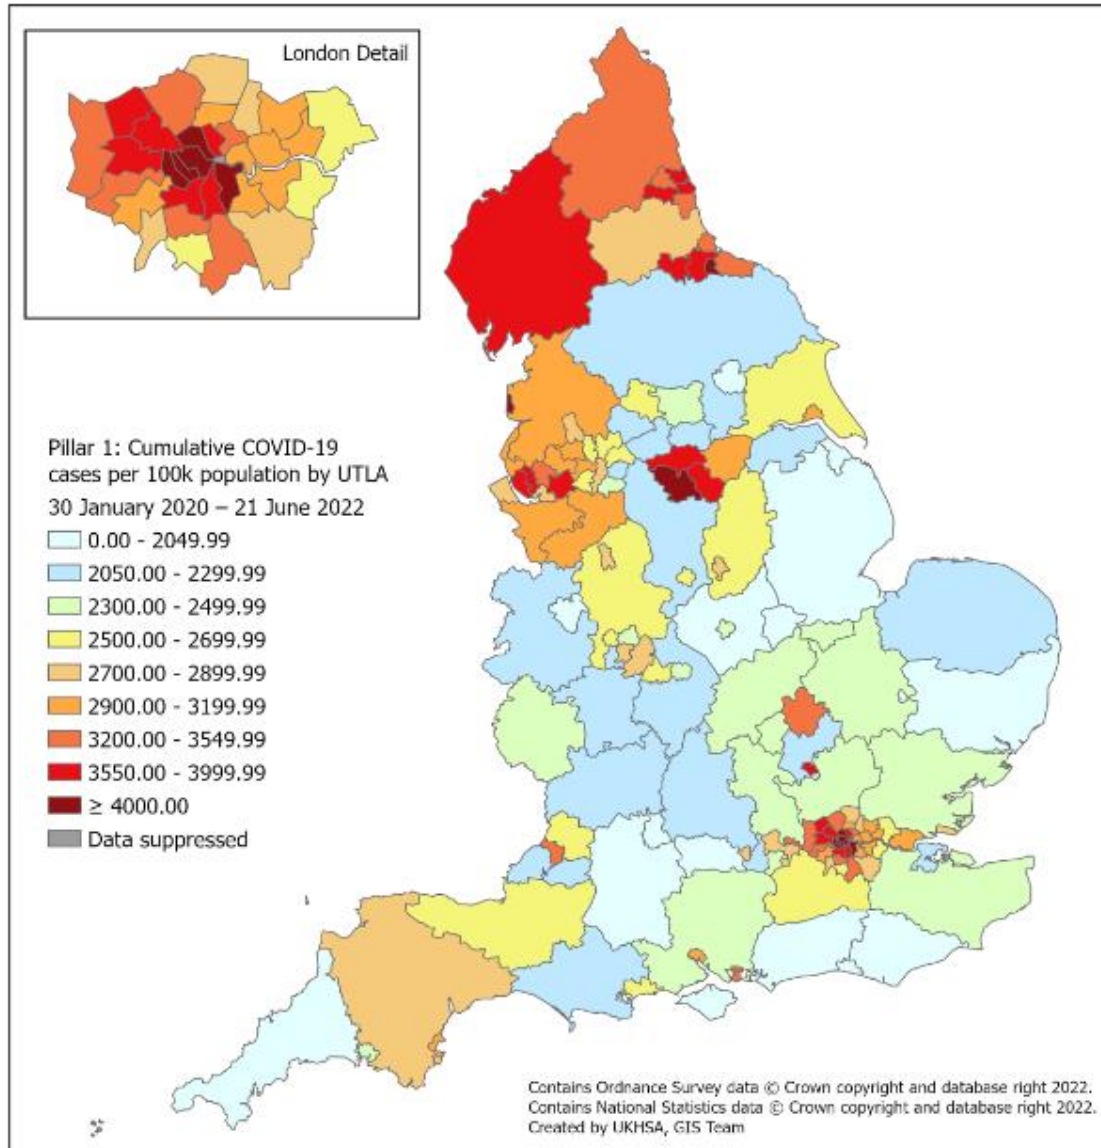 London Detail
Pillar 1: Cumulative COVID-19
cases per 100k population by UTLA
30 January 2020 – 21 June 2022
0.00 - 2049.99
2050.00 - 2299.99
2300.00 - 2499.99
2500.00 - 2699.99
2700.00 - 2899.99
2900.00 - 3199.99
3200.00 - 3549.99
3550.00 - 3999.99
≥ 4000.00
Data suppressed
Contains Ordnance Survey data © Crown copyright and database right 2022.
Contains National Statistics data © Crown copyright and database right 2022.
Created by UKHSA, GIS Team